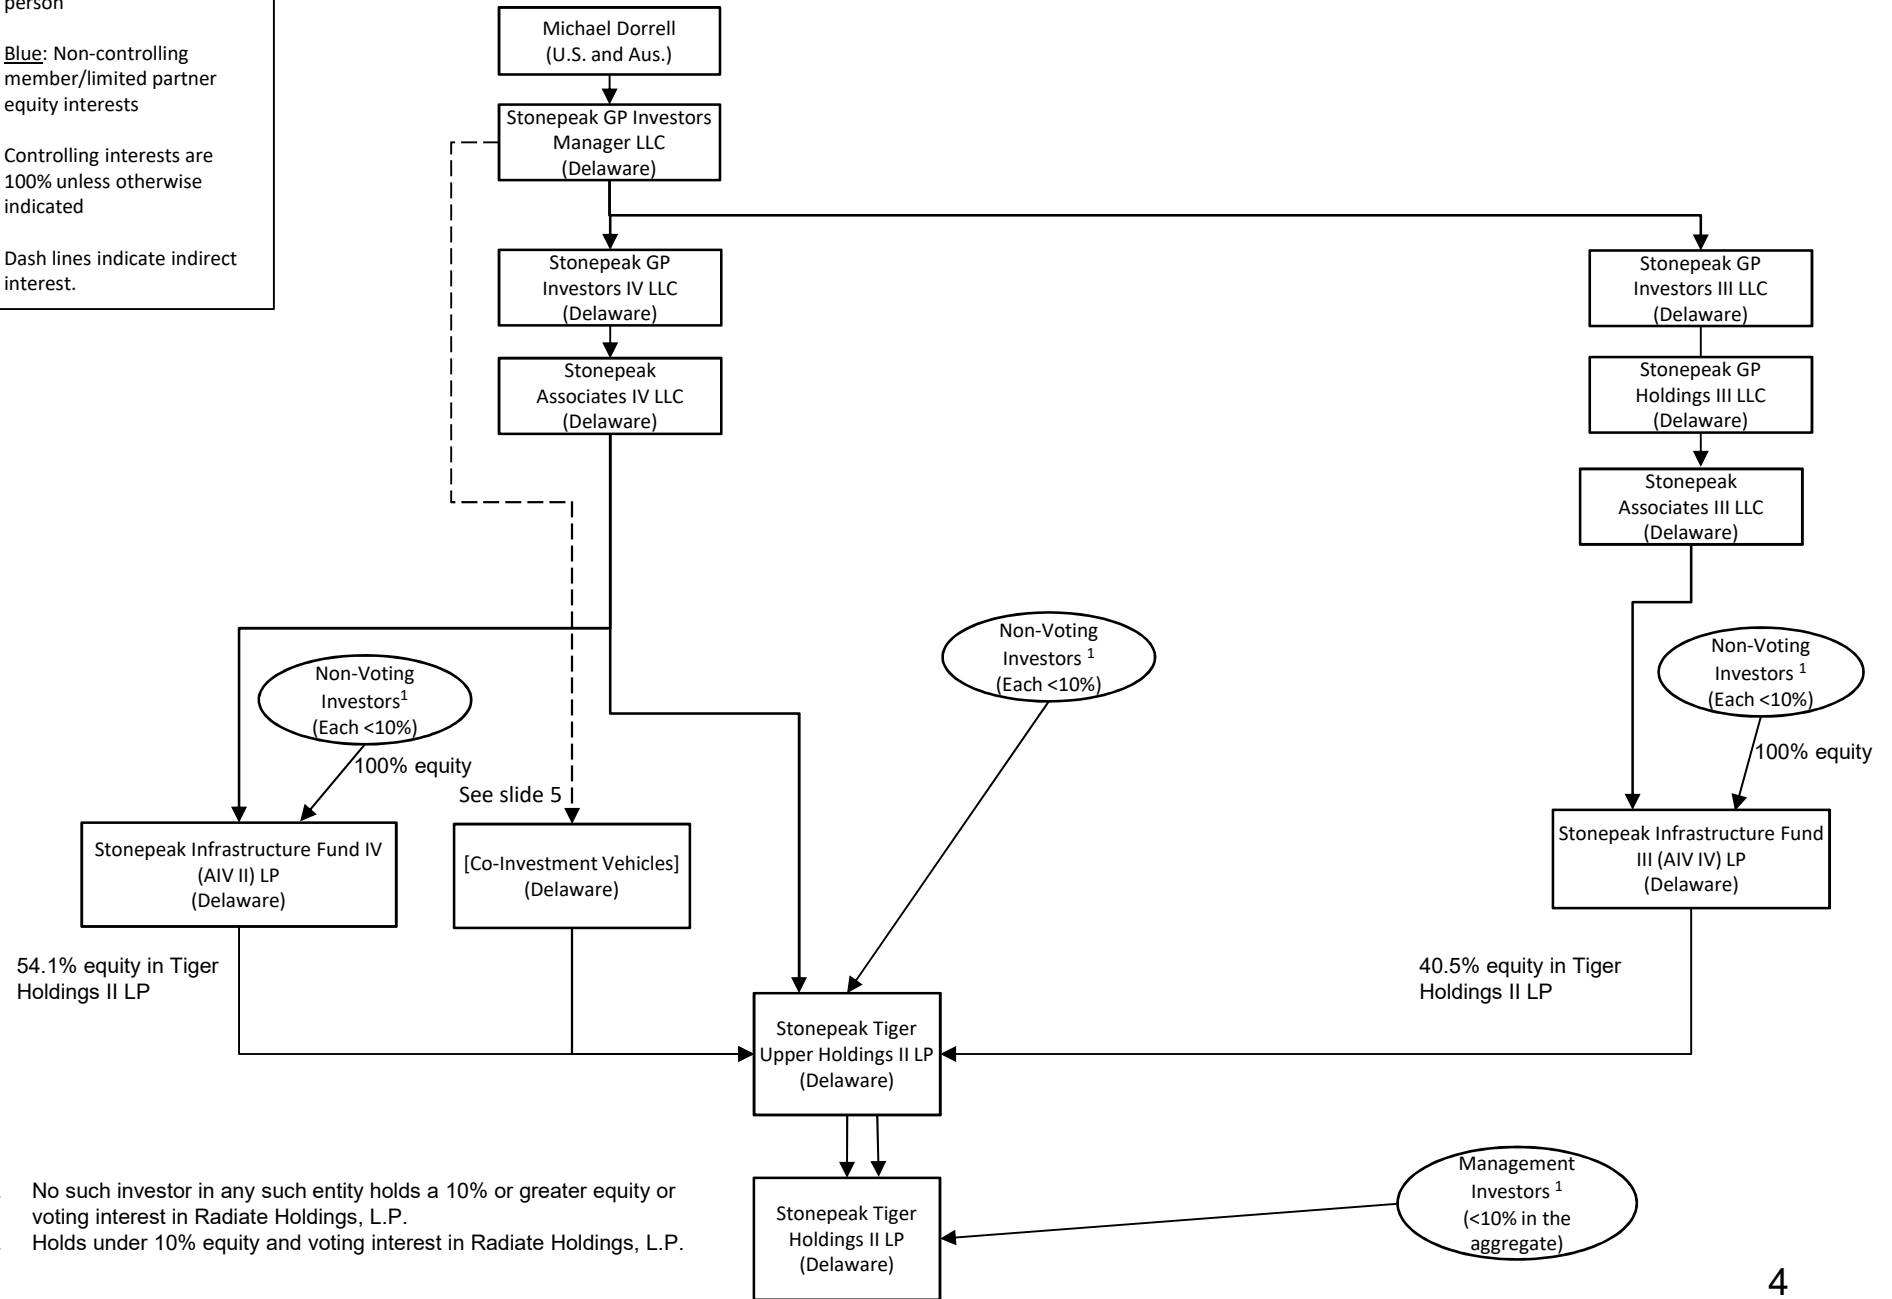 person
Blue: Non-controlling
member/limited partner
equity interests
Controlling interests are
100% unless otherwise
indicated
Dash lines indicate indirect
interest.
Michael Dorrell
(U.S. and Aus.)
Stonepeak GP Investors
Manager LLC
(Delaware)
Stonepeak GP
Investors IV LLC
(Delaware)
Stonepeak GP
Investors III LLC
(Delaware)
Stonepeak
Associates IV LLC
(Delaware)
Stonepeak GP
Holdings III LLC
(Delaware)
Stonepeak
Associates III LLC
(Delaware)
Non-Voting
Investors¹
(Each <10%)
100% equity
Non-Voting
Investors ¹
(Each <10%)
Non-Voting
Investors ¹
(Each <10%)
100% equity
See slide 5
Stonepeak Infrastructure Fund IV
(AIV II) LP
(Delaware)
[Co-Investment Vehicles]
(Delaware)
Stonepeak Infrastructure Fund
III (AIV IV) LP
(Delaware)
54.1% equity in Tiger
Holdings II LP
40.5% equity in Tiger
Holdings II LP
Stonepeak Tiger
Upper Holdings II LP
(Delaware)
Stonepeak Tiger
Holdings II LP
(Delaware)
Management
Investors ¹
(<10% in the
aggregate)
No such investor in any such entity holds a 10% or greater equity or
voting interest in Radiate Holdings, L.P.
Holds under 10% equity and voting interest in Radiate Holdings, L.P.
4